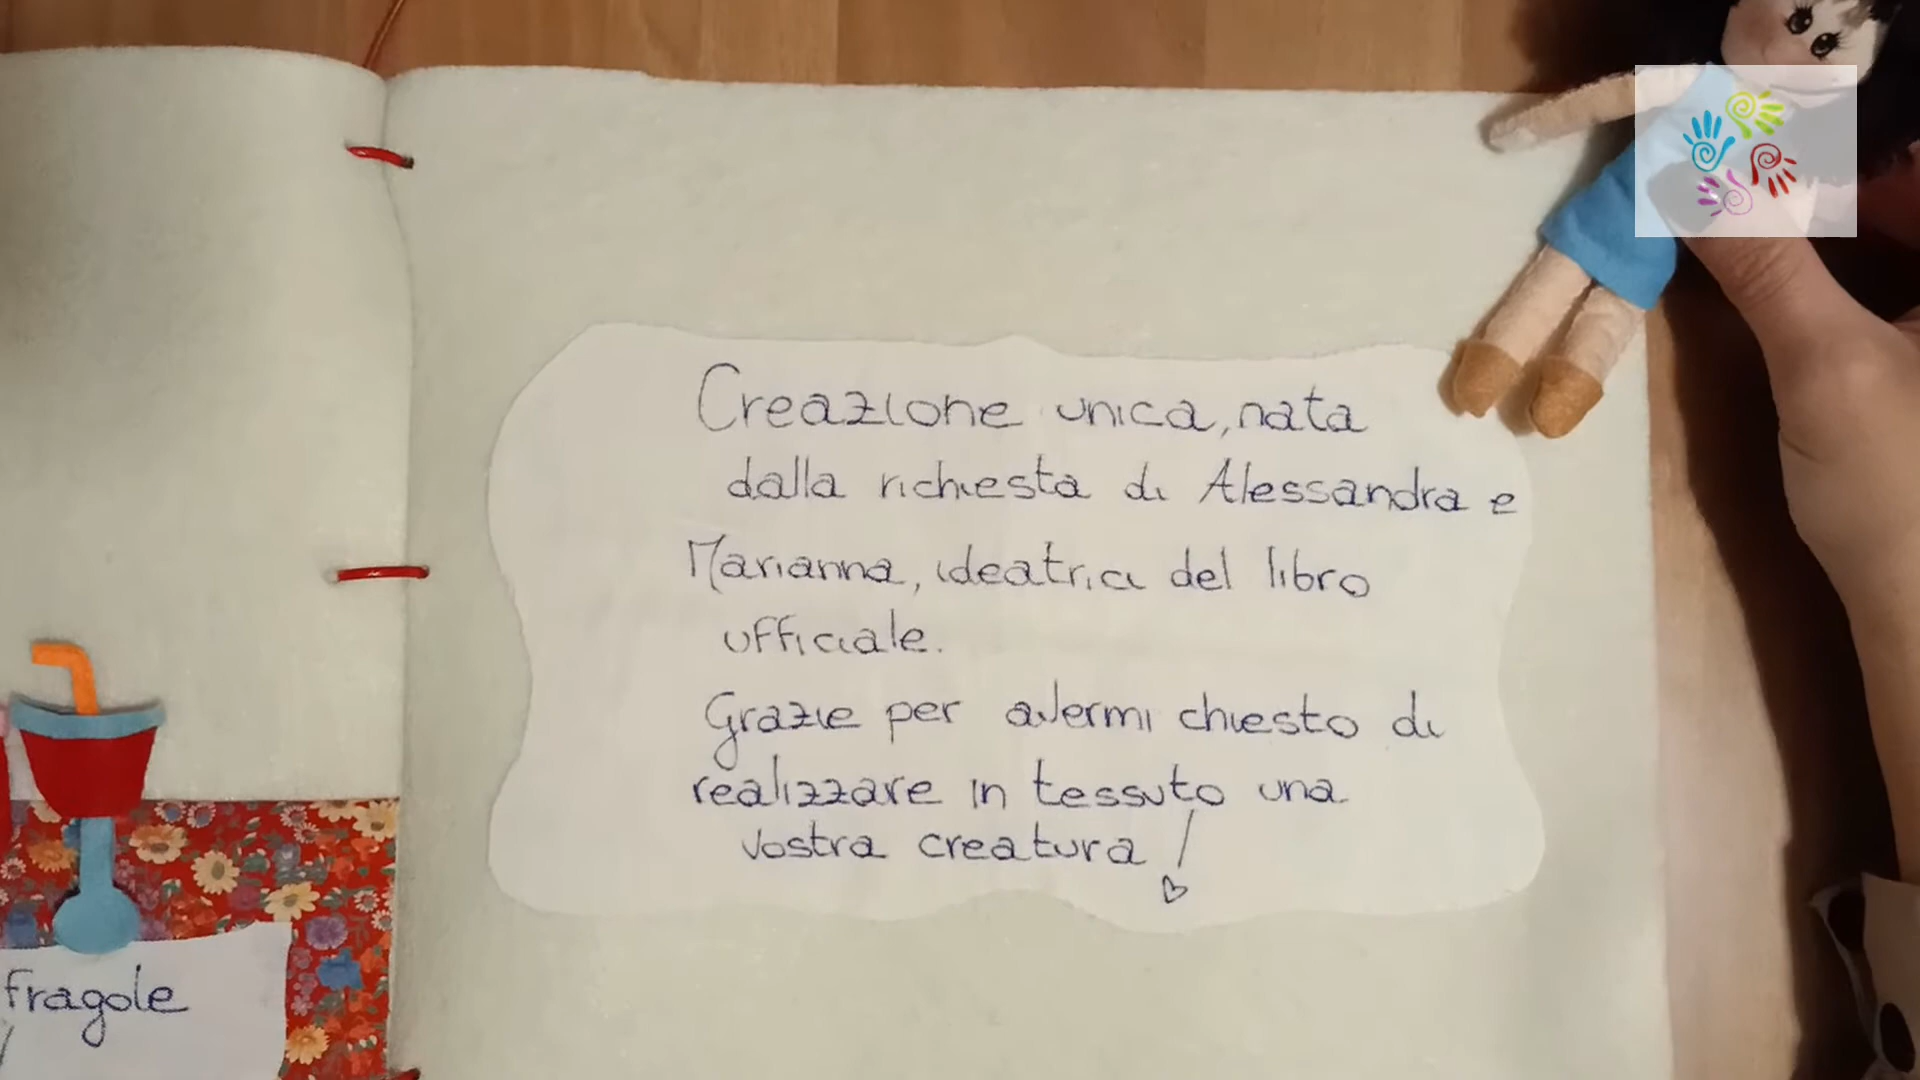 Creazione unica, nata
dalla richiesta di Alessandra e
Marianna, ideatrici del libro
ufficiale.
Grazie per avermi chiesto di
realizzare in tessuto una
vostra creatura!
fragole